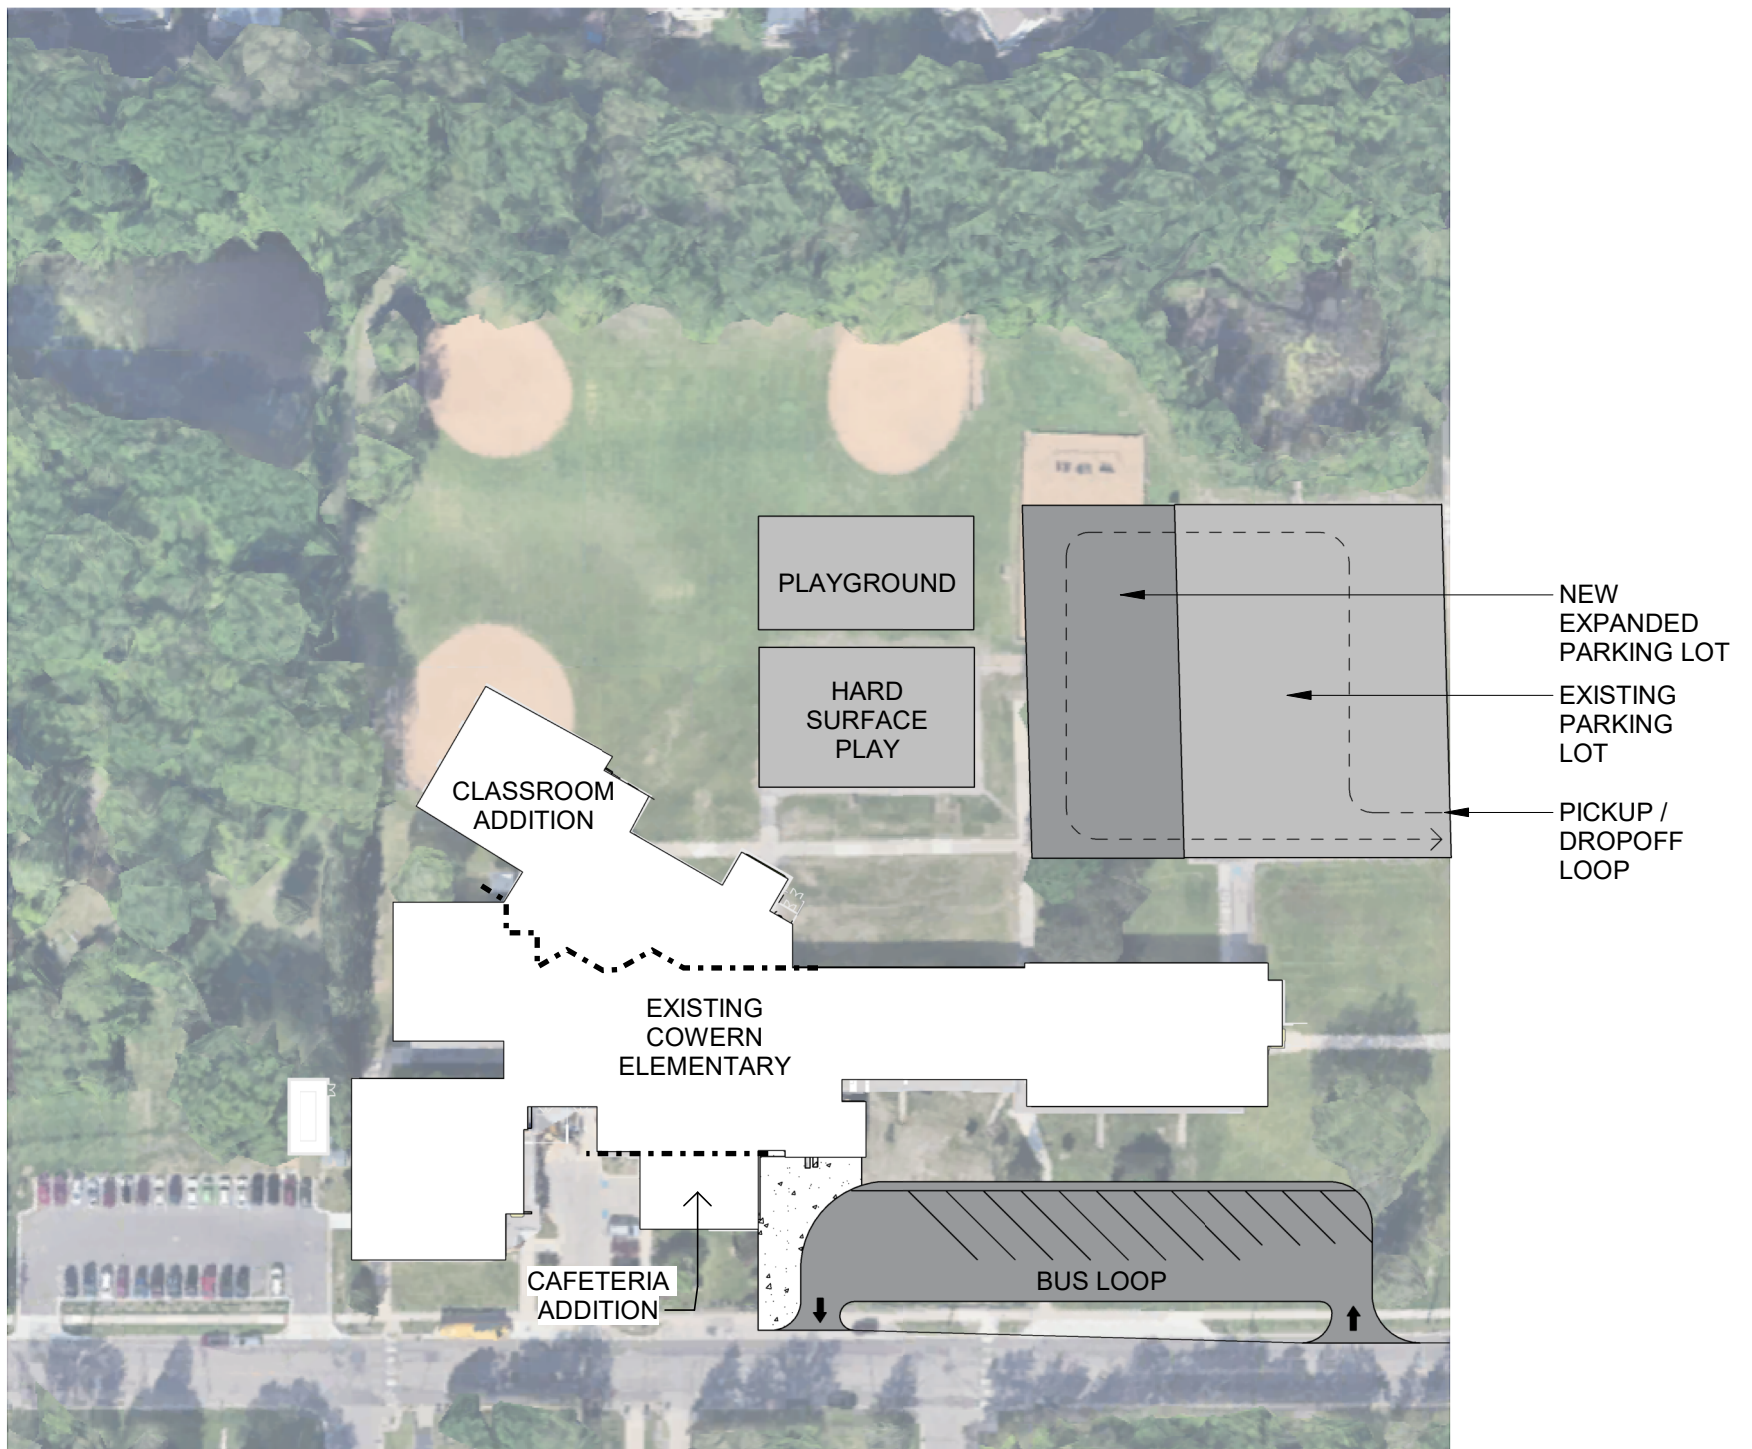 PLAYGROUND
HARD
SURFACE
PLAY
NEW
EXPANDED
PARKING LOT
EXISTING
PARKING
LOT
PICKUP /
DROPOFF
LOOP
CLASSROOM
ADDITION
EXISTING
COWERN
ELEMENTARY
CAFETERIA
ADDITION
BUS LOOP